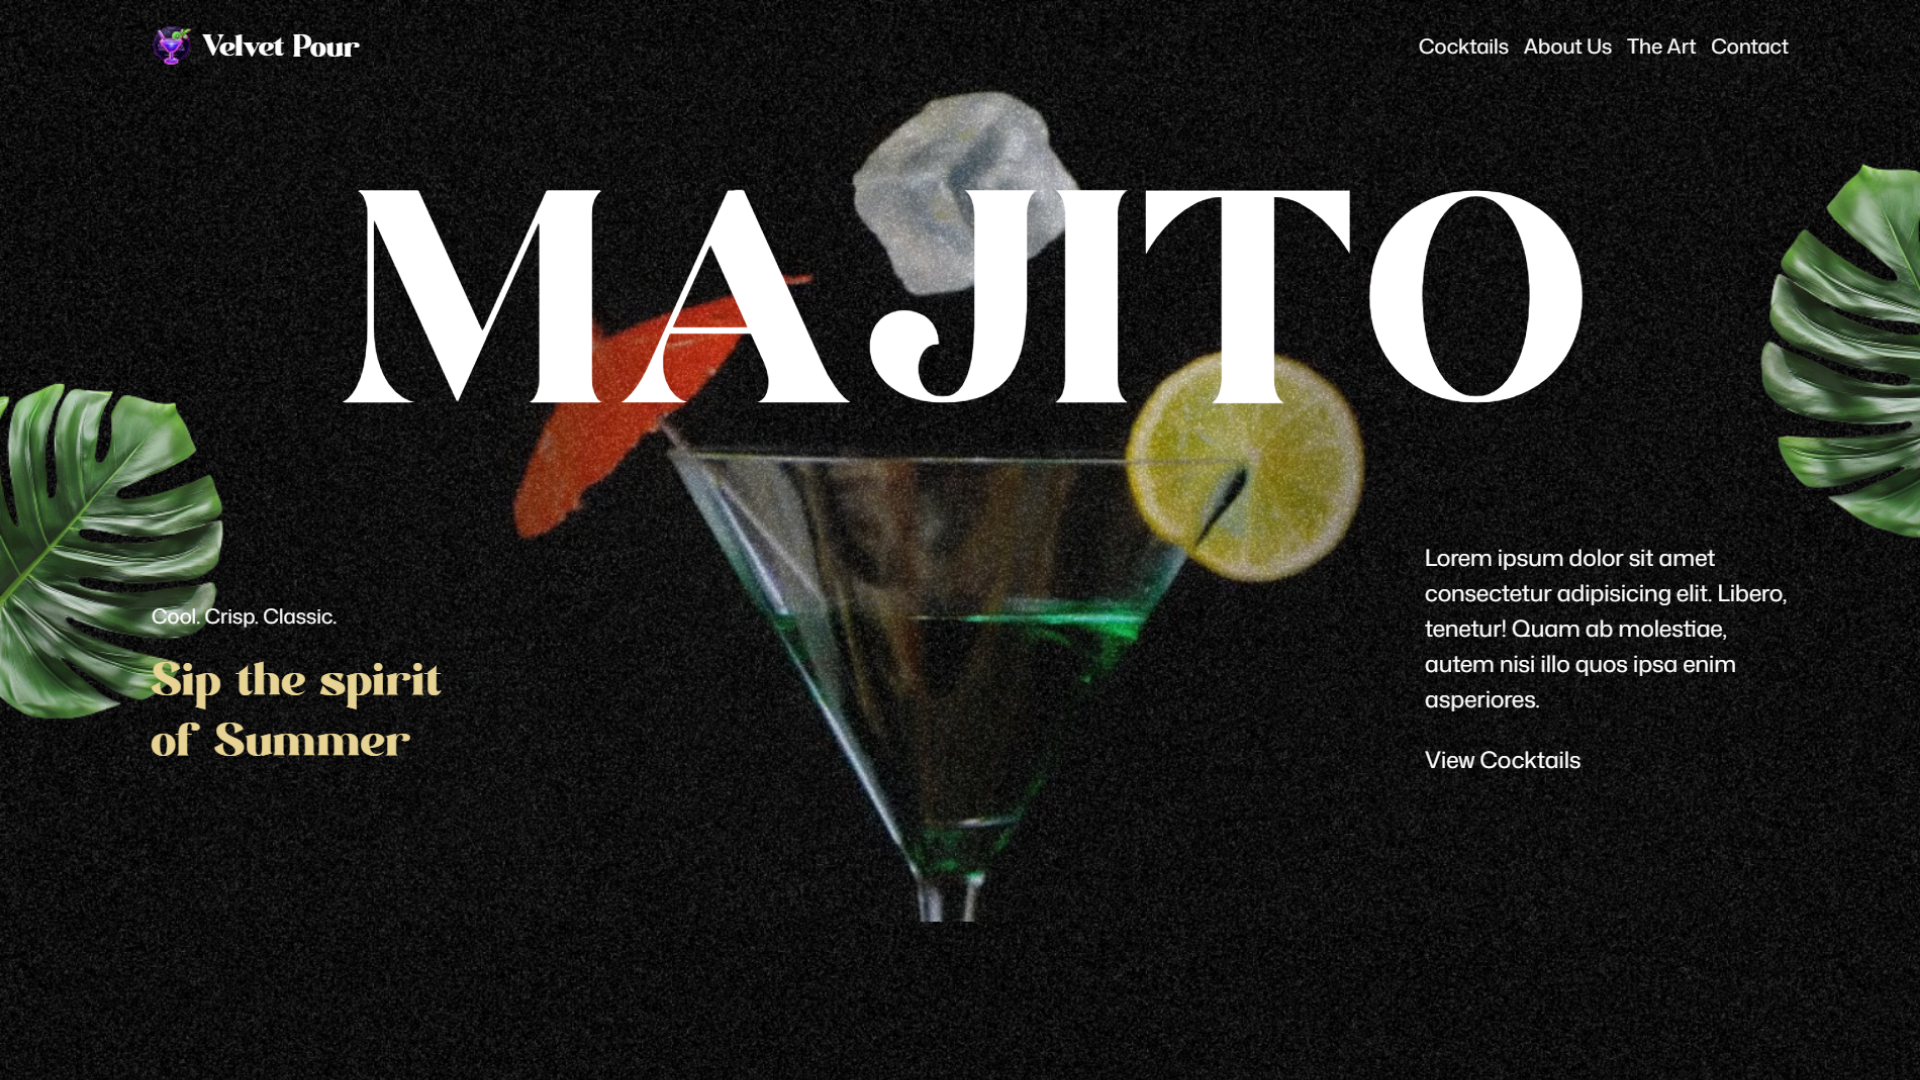 Velvet Pour
Cocktails About Us The Art Contact
MAJITO
Cool. Crisp. Classic.
Sip the spirit
of Summer
Lorem ipsum dolor sit amet
consectetur adipisicing elit. Libero,
tenetur! Quam ab molestiae,
autem nisi illo quos ipsa enim
asperiores.
View Cocktails